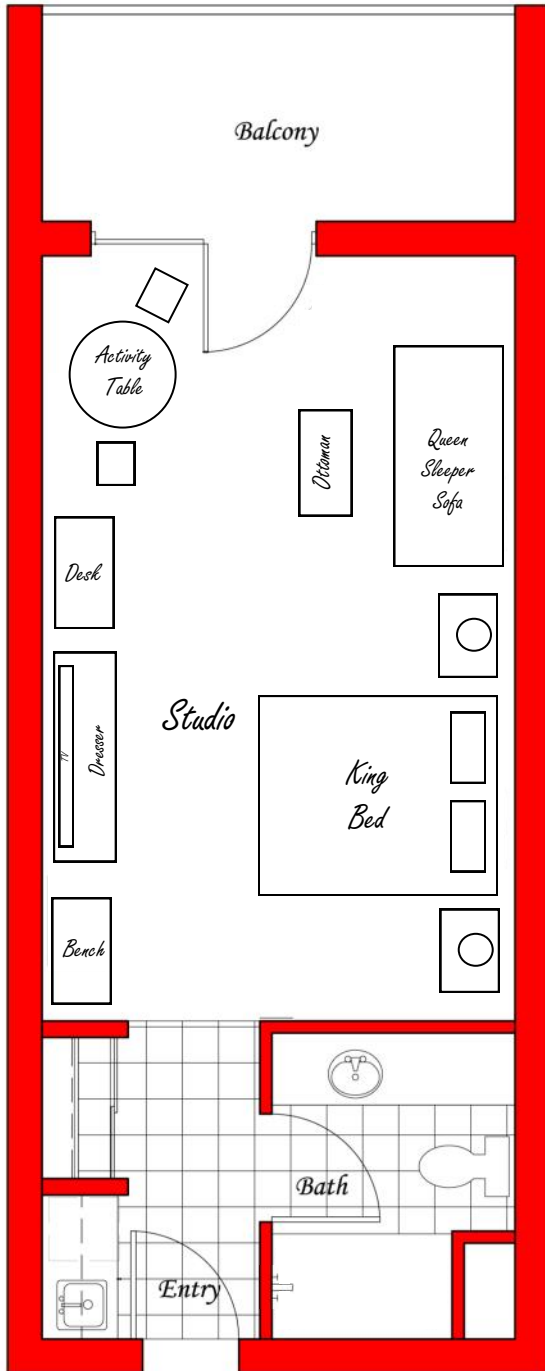 Balcony
Activity
Table
Ottoman
Queen
Sleeper
Sofa
Desk
Studio
TV
Dresser
King
Bed
Bench
Bath
Entry